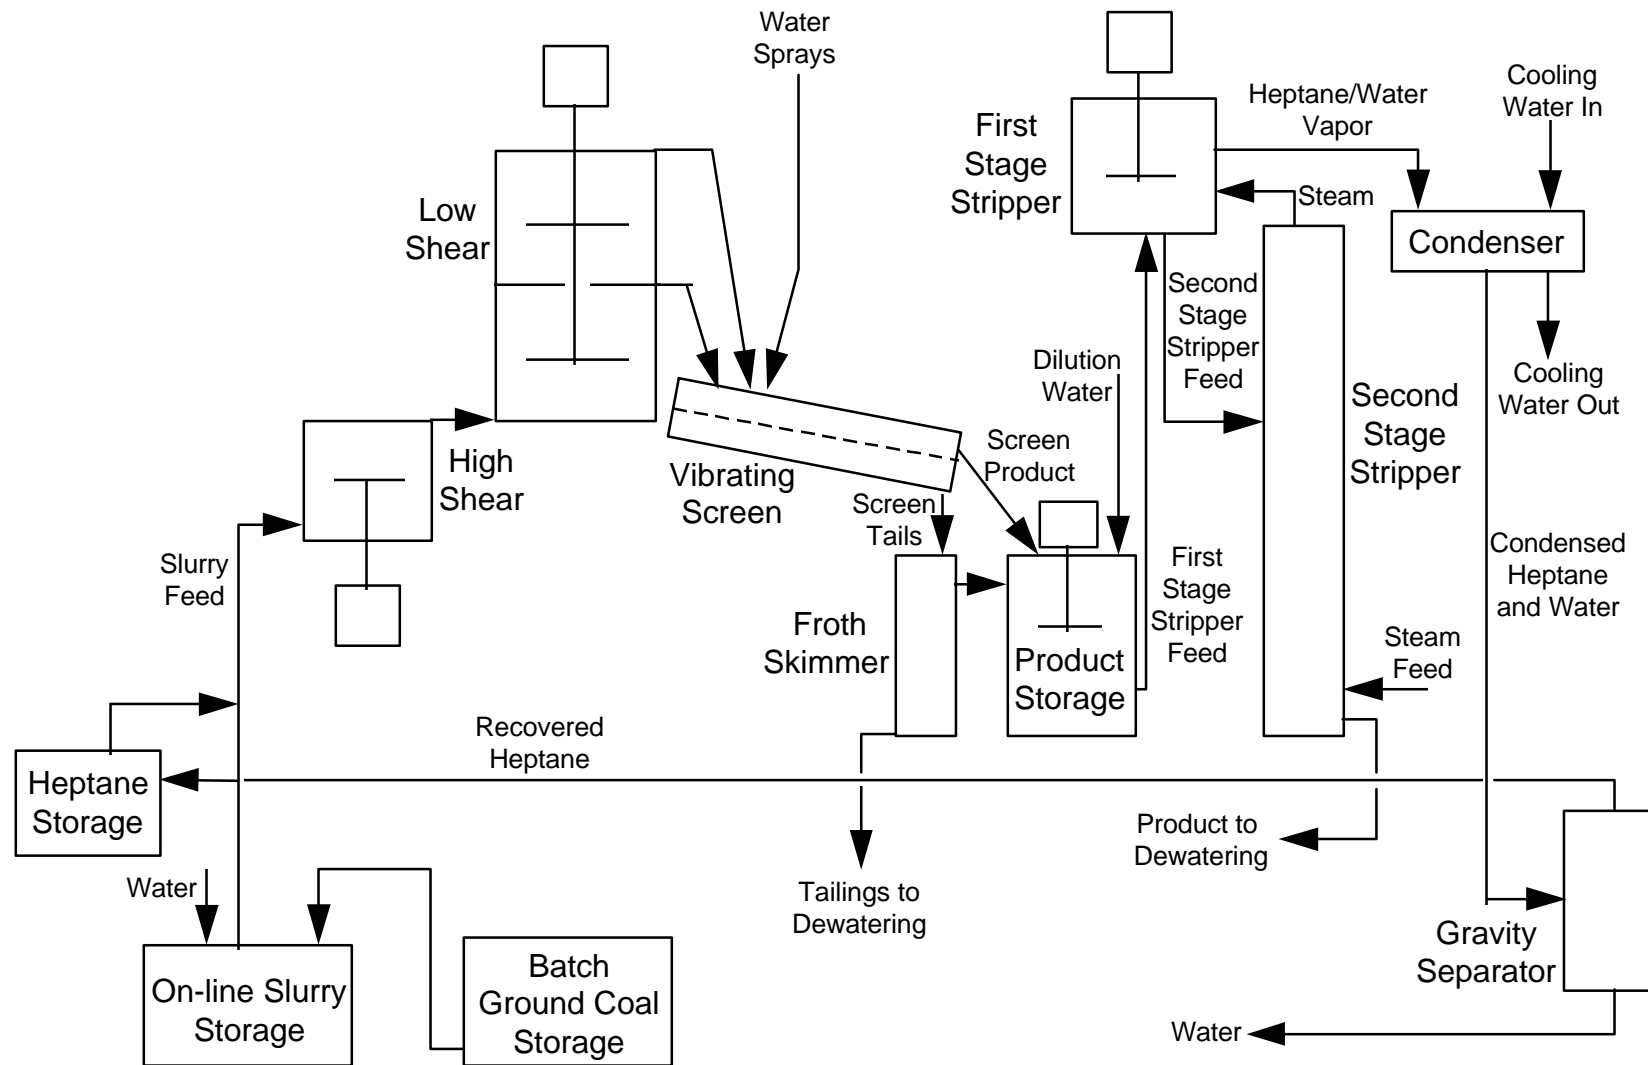 Water
Sprays
Heptane/Water
Vapor
Cooling
Water In
First
Stage
Stripper
Low
Shear
Steam
Condenser
Second
Stage
Stripper
Feed
Dilution
Water
Cooling
Water Out
Second
Stage
Stripper
High
Shear
Vibrating
Screen
Screen
Product
Screen
Tails
Slurry
Feed
First
Stage
Stripper
Feed
Condensed
Heptane
and Water
Froth
Skimmer
Product
Storage
Steam
Feed
Recovered
Heptane
Heptane
Storage
Product to
Dewatering
Water
Tailings to
Dewatering
Gravity
Separator
On-line Slurry
Storage
Batch
Ground Coal
Storage
Water